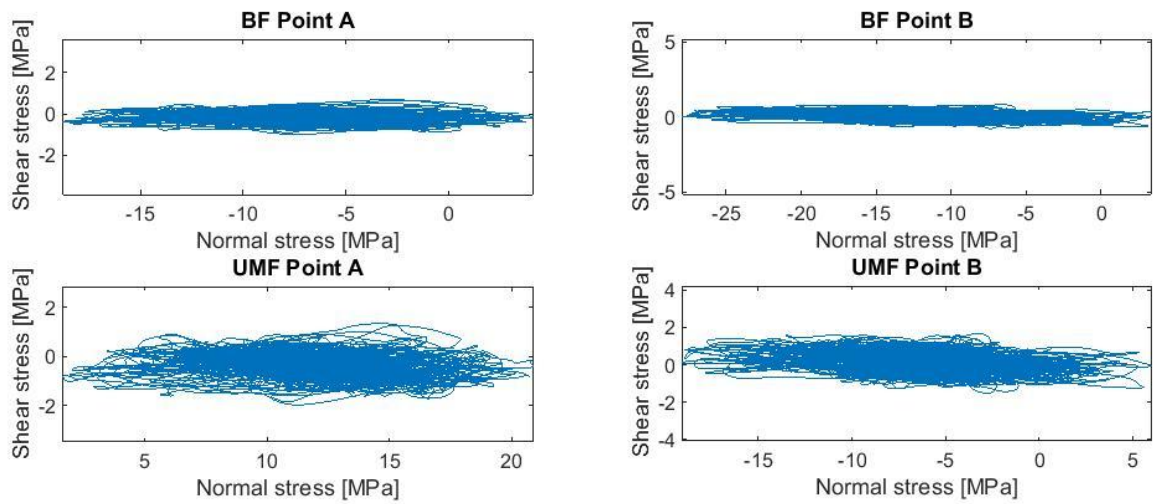 BF Point A
Shear stress [MPa]
2
0
-2
-15
-10
-5
0
Normal stress [MPa]
BF Point B
Shear stress [MPa]
5
0
-5
-25
-20
-15
-10
-5
0
Normal stress [MPa]
UMF Point A
Shear stress [MPa]
2
0
-2
5
10
15
20
Normal stress [MPa]
UMF Point B
Shear stress [MPa]
4
2
0
-2
-4
-15
-10
-5
0
5
Normal stress [MPa]